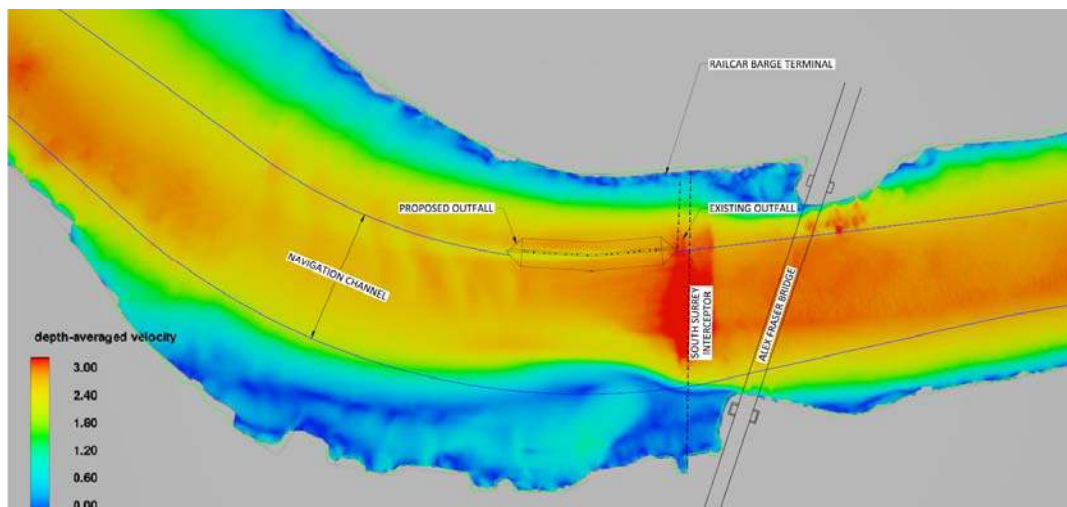 RAILCAR BARGE TERMINAL
PROPOSED OUTFALL
EXISTING OUTFALL
NAVIGATION CHANNEL
SOUTH SURREY
INTERCEPTOR
ALEX FRASER BRIDGE
depth-averaged velocity
3.00
2.40
1.80
1.20
0.60
0.00